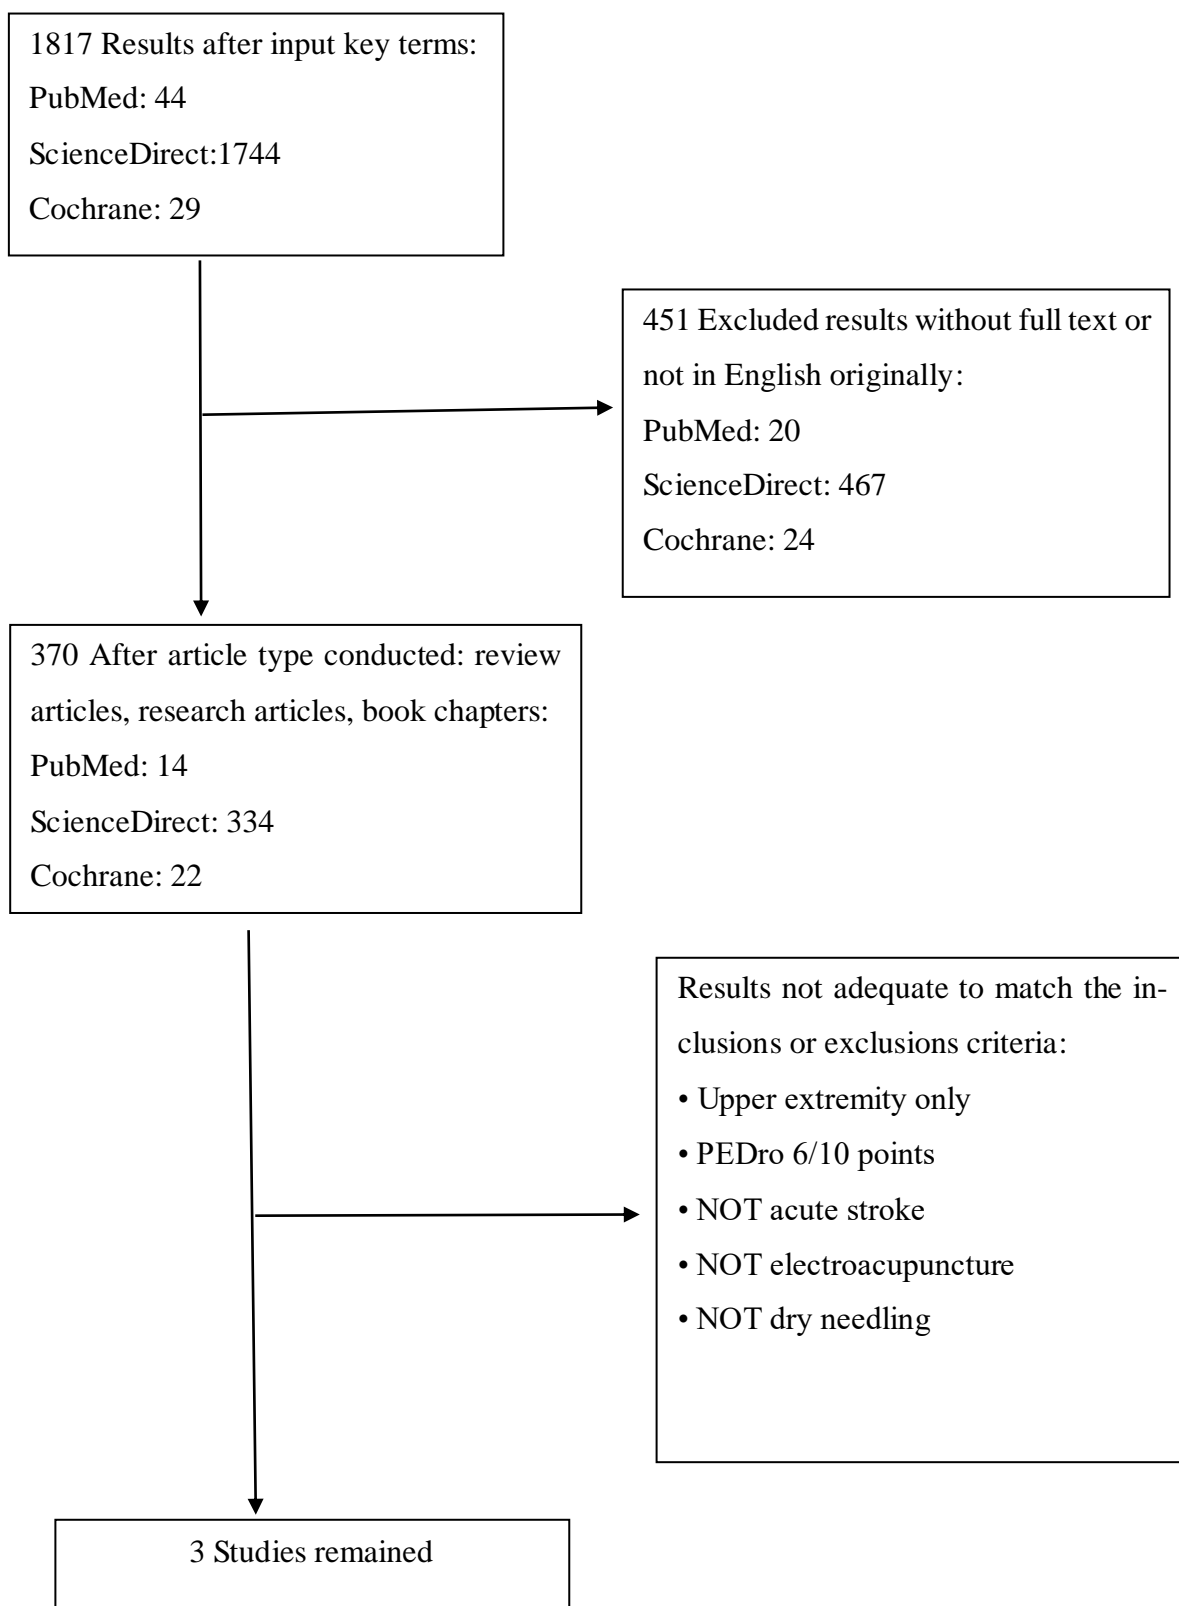 1817 Results after input key terms:
PubMed: 44
ScienceDirect:1744
Cochrane: 29
451 Excluded results without full text or
not in English originally:
PubMed: 20
ScienceDirect: 467
Cochrane: 24
370 After article type conducted: review
articles, research articles, book chapters:
PubMed: 14
ScienceDirect: 334
Cochrane: 22
Results not adequate to match the in-
clusions or exclusions criteria:
• Upper extremity only
• PEDro 6/10 points
• NOT acute stroke
• NOT electroacupuncture
• NOT dry needling
3 Studies remained